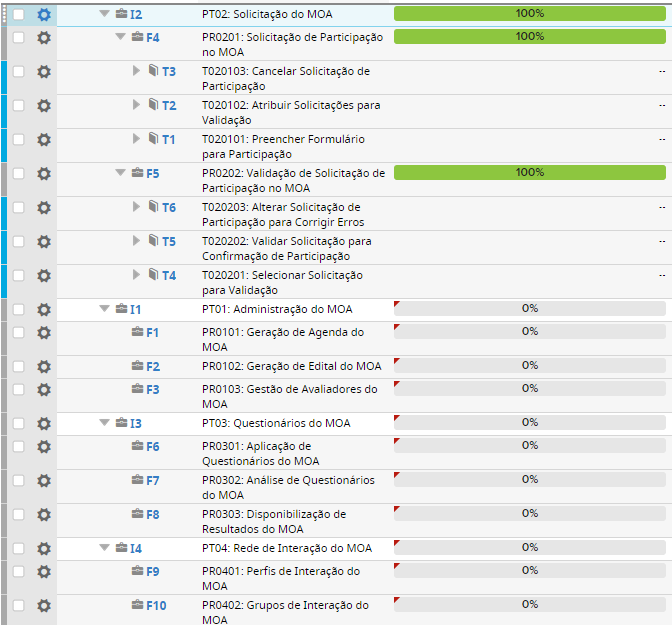 I2 PT02: Solicitação do MOA 100%
F4 PR0201: Solicitação de Participação 100%
no MOA
T3 T020103: Cancelar Solicitação de --
Participação
T2 T020102: Atribuir Solicitações para --
Validação
T1 T020101: Preencher Formulário --
para Participação
F5 PR0202: Validação de Solicitação de 100%
Participação no MOA
T6 T020203: Alterar Solicitação de --
Participação para Corrigir Erros
T5 T020202: Validar Solicitação para --
Confirmação de Participação
T4 T020201: Selecionar Solicitação --
para Validação
I1 PT01: Administração do MOA 0%
F1 PR0101: Geração de Agenda do 0%
MOA
F2 PR0102: Geração de Edital do MOA 0%
F3 PR0103: Gestão de Avaliadores do 0%
MOA
I3 PT03: Questionários do MOA 0%
F6 PR0301: Aplicação de 0%
Questionários do MOA
F7 PR0302: Análise de Questionários 0%
do MOA
F8 PR0303: Disponibilização de 0%
Resultados do MOA
I4 PT04: Rede de Interação do MOA 0%
F9 PR0401: Perfis de Interação do 0%
MOA
F10 PR0402: Grupos de Interação do 0%
MOA